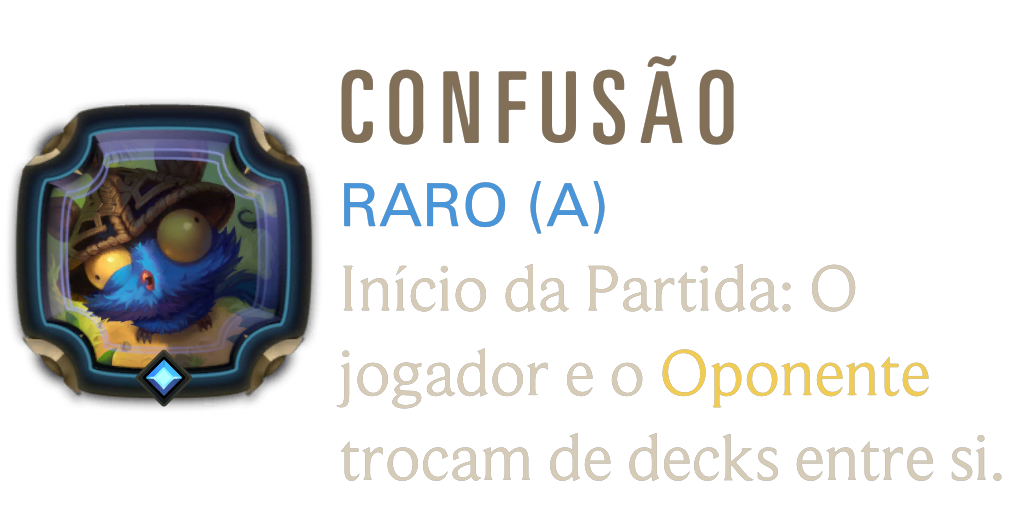 CONFUSÃO
RARO (A)
Início da Partida: O
jogador e o Oponente
trocam de decks entre si.